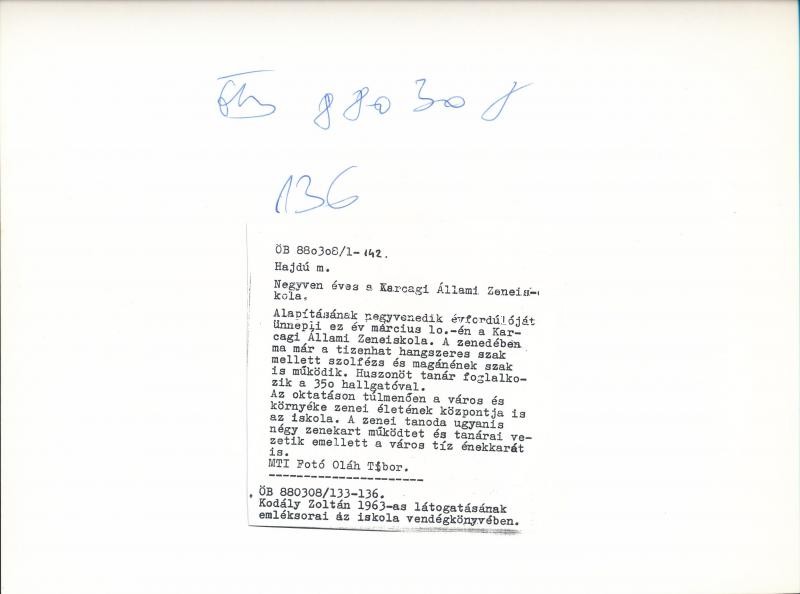 ÖB 880308
136
ÖB 880308/1-142.
Hajdú m.
Negyven éves a Karcagi Állami Zeneis-
kola.
Alapításának negyvenedik évfordulóját
ünnepli ez év március lo.-én a Kar-
cagi Állami Zeneiskola. A zenedében
ma már a tizenhat hangszeres szak
mellett szolfézs és magánének szak
is működik. Huszonöt tanár foglalko-
zik a 35o hallgatóval.
Az oktatáson túlmenően a város és
környéke zenei életének központja is
az iskola. A zenei tanoda ugyanis
négy zenekart működtet és tanárai ve-
zetik emellett a város tíz énekkarát
is.
MTI Fotó Oláh Tibor.
----------------------
ÖB 880308/133-136.
Kodály Zoltán 1963-as látogatásának
emléksorai áz iskola vendégkönyvében.